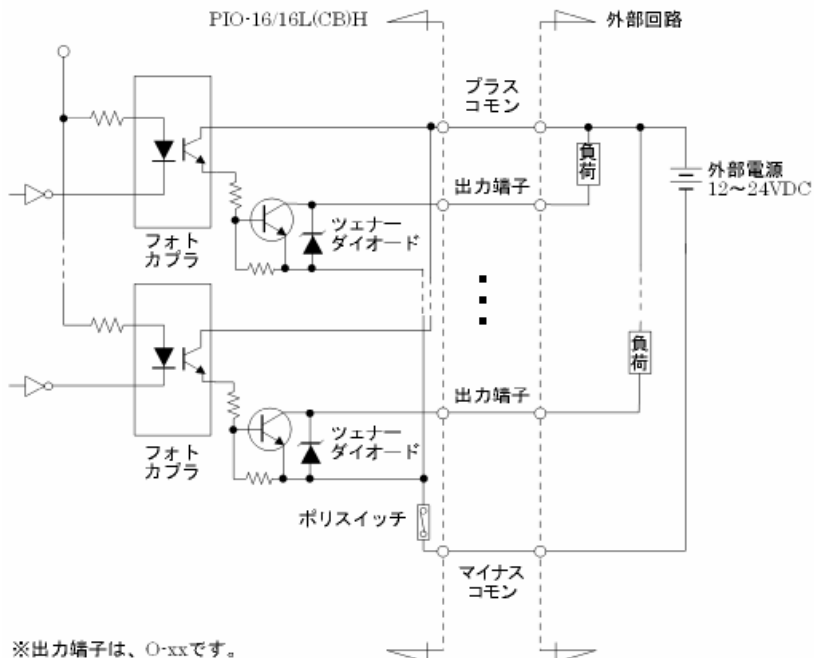 PIO-16/16L(CB)H
外部回路
プラス
コモン
負荷
外部電源
12～24VDC
出力端子
ツェナー
ダイオード
フォト
カプラ
負荷
出力端子
ツェナー
ダイオード
フォト
カプラ
ポリスイッチ
マイナス
コモン
※出力端子は、O-xxです。